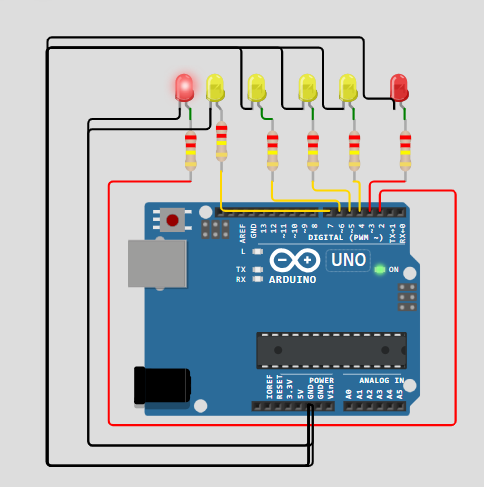 AREF
GND
13
12
~11
~10
~9
8
7
~6
~5
4
~3
2
TX→1
RX←0
DIGITAL (PWM ~)
L
TX
RX
UNO
ON
ARDUINO
IOREF
RESET
3.3V
5V
GND
GND
Vin
POWER
ANALOG IN
A0
A1
A2
A3
A4
A5